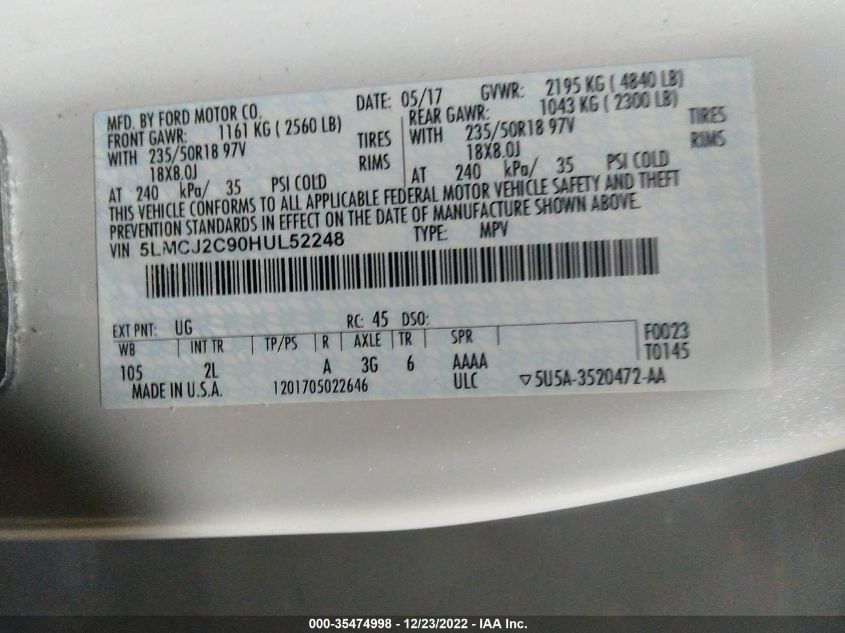 MFD. BY FORD MOTOR CO.
DATE: 05/17 GVWR: 2195 KG ( 4840 LB)
FRONT GAWR: 1161 KG ( 2560 LB)
REAR GAWR: 1043 KG ( 2300 LB)
WITH 235/50R18 97V TIRES
WITH 235/50R18 97V TIRES
18X8.0J RIMS
18X8.0J RIMS
AT 240 kPa/ 35 PSI COLD
AT 240 kPa/ 35 PSI COLD
THIS VEHICLE CONFORMS TO ALL APPLICABLE FEDERAL MOTOR VEHICLE SAFETY AND THEFT
PREVENTION STANDARDS IN EFFECT ON THE DATE OF MANUFACTURE SHOWN ABOVE.
VIN 5LMCJ2C90HUL52248 TYPE: MPV
EXT PNT: UG RC: 45 DSO:
WB INT TR TP/PS R AXLE TR SPR F0023
105 2L A 3G 6 AAAA T0145
MADE IN U.S.A. 1201705022646 ULC ▽5U5A-3520472-AA
000-35474998 - 12/23/2022 - IAA Inc.